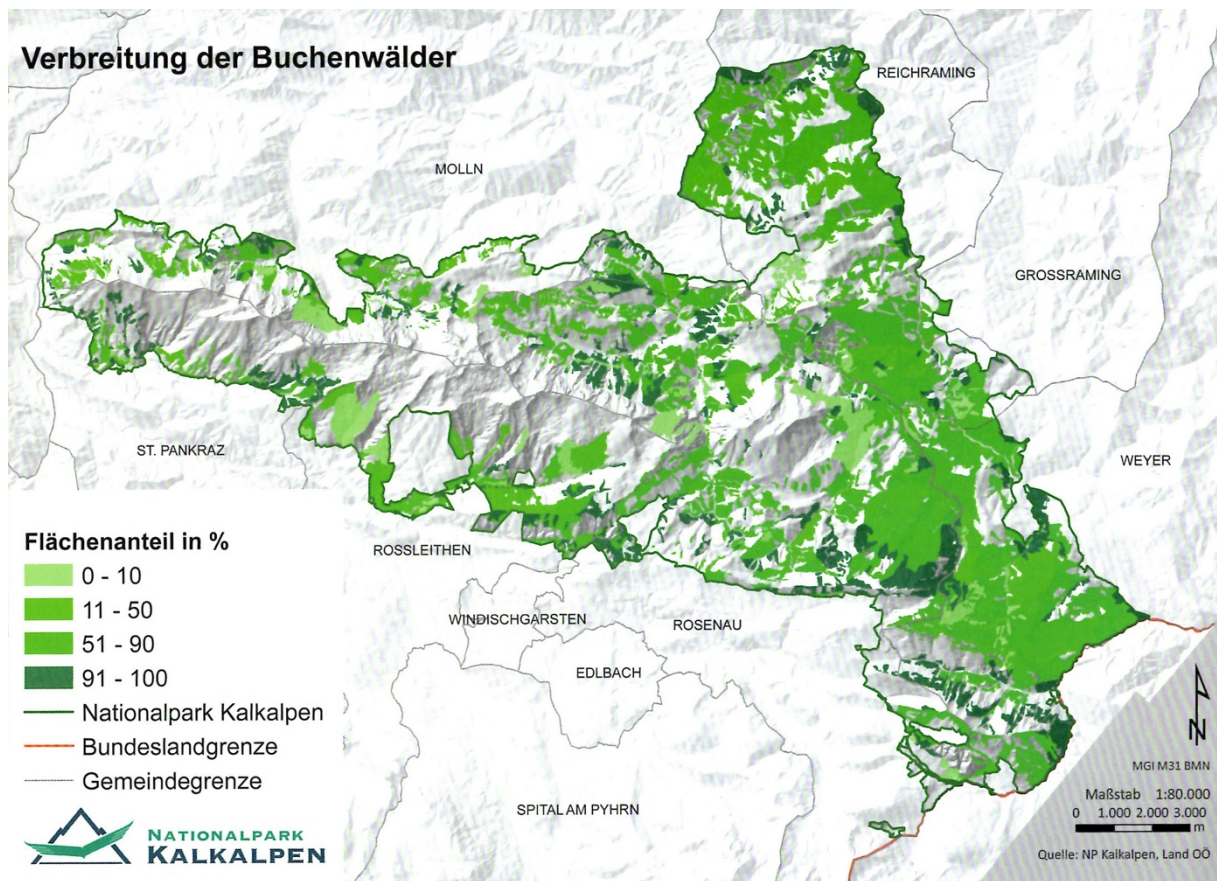 Verbreitung der Buchenwälder
REICHRAMING
MOLLN
GROSSRAMING
ST. PANKRAZ
WEYER
ROSSLEITHEN
WINDISCHGARSTEN
ROSENAU
EDLBACH
SPITAL AM PYHRN
Flächenanteil in %
0 - 10
11 - 50
51 - 90
91 - 100
Nationalpark Kalkalpen
Bundeslandgrenze
Gemeindegrenze
NATIONALPARK
KALKALPEN
N
MGI M31 BMN
Maßstab 1:80.000
0 1.000 2.000 3.000
m
Quelle: NP Kalkalpen, Land OÖ